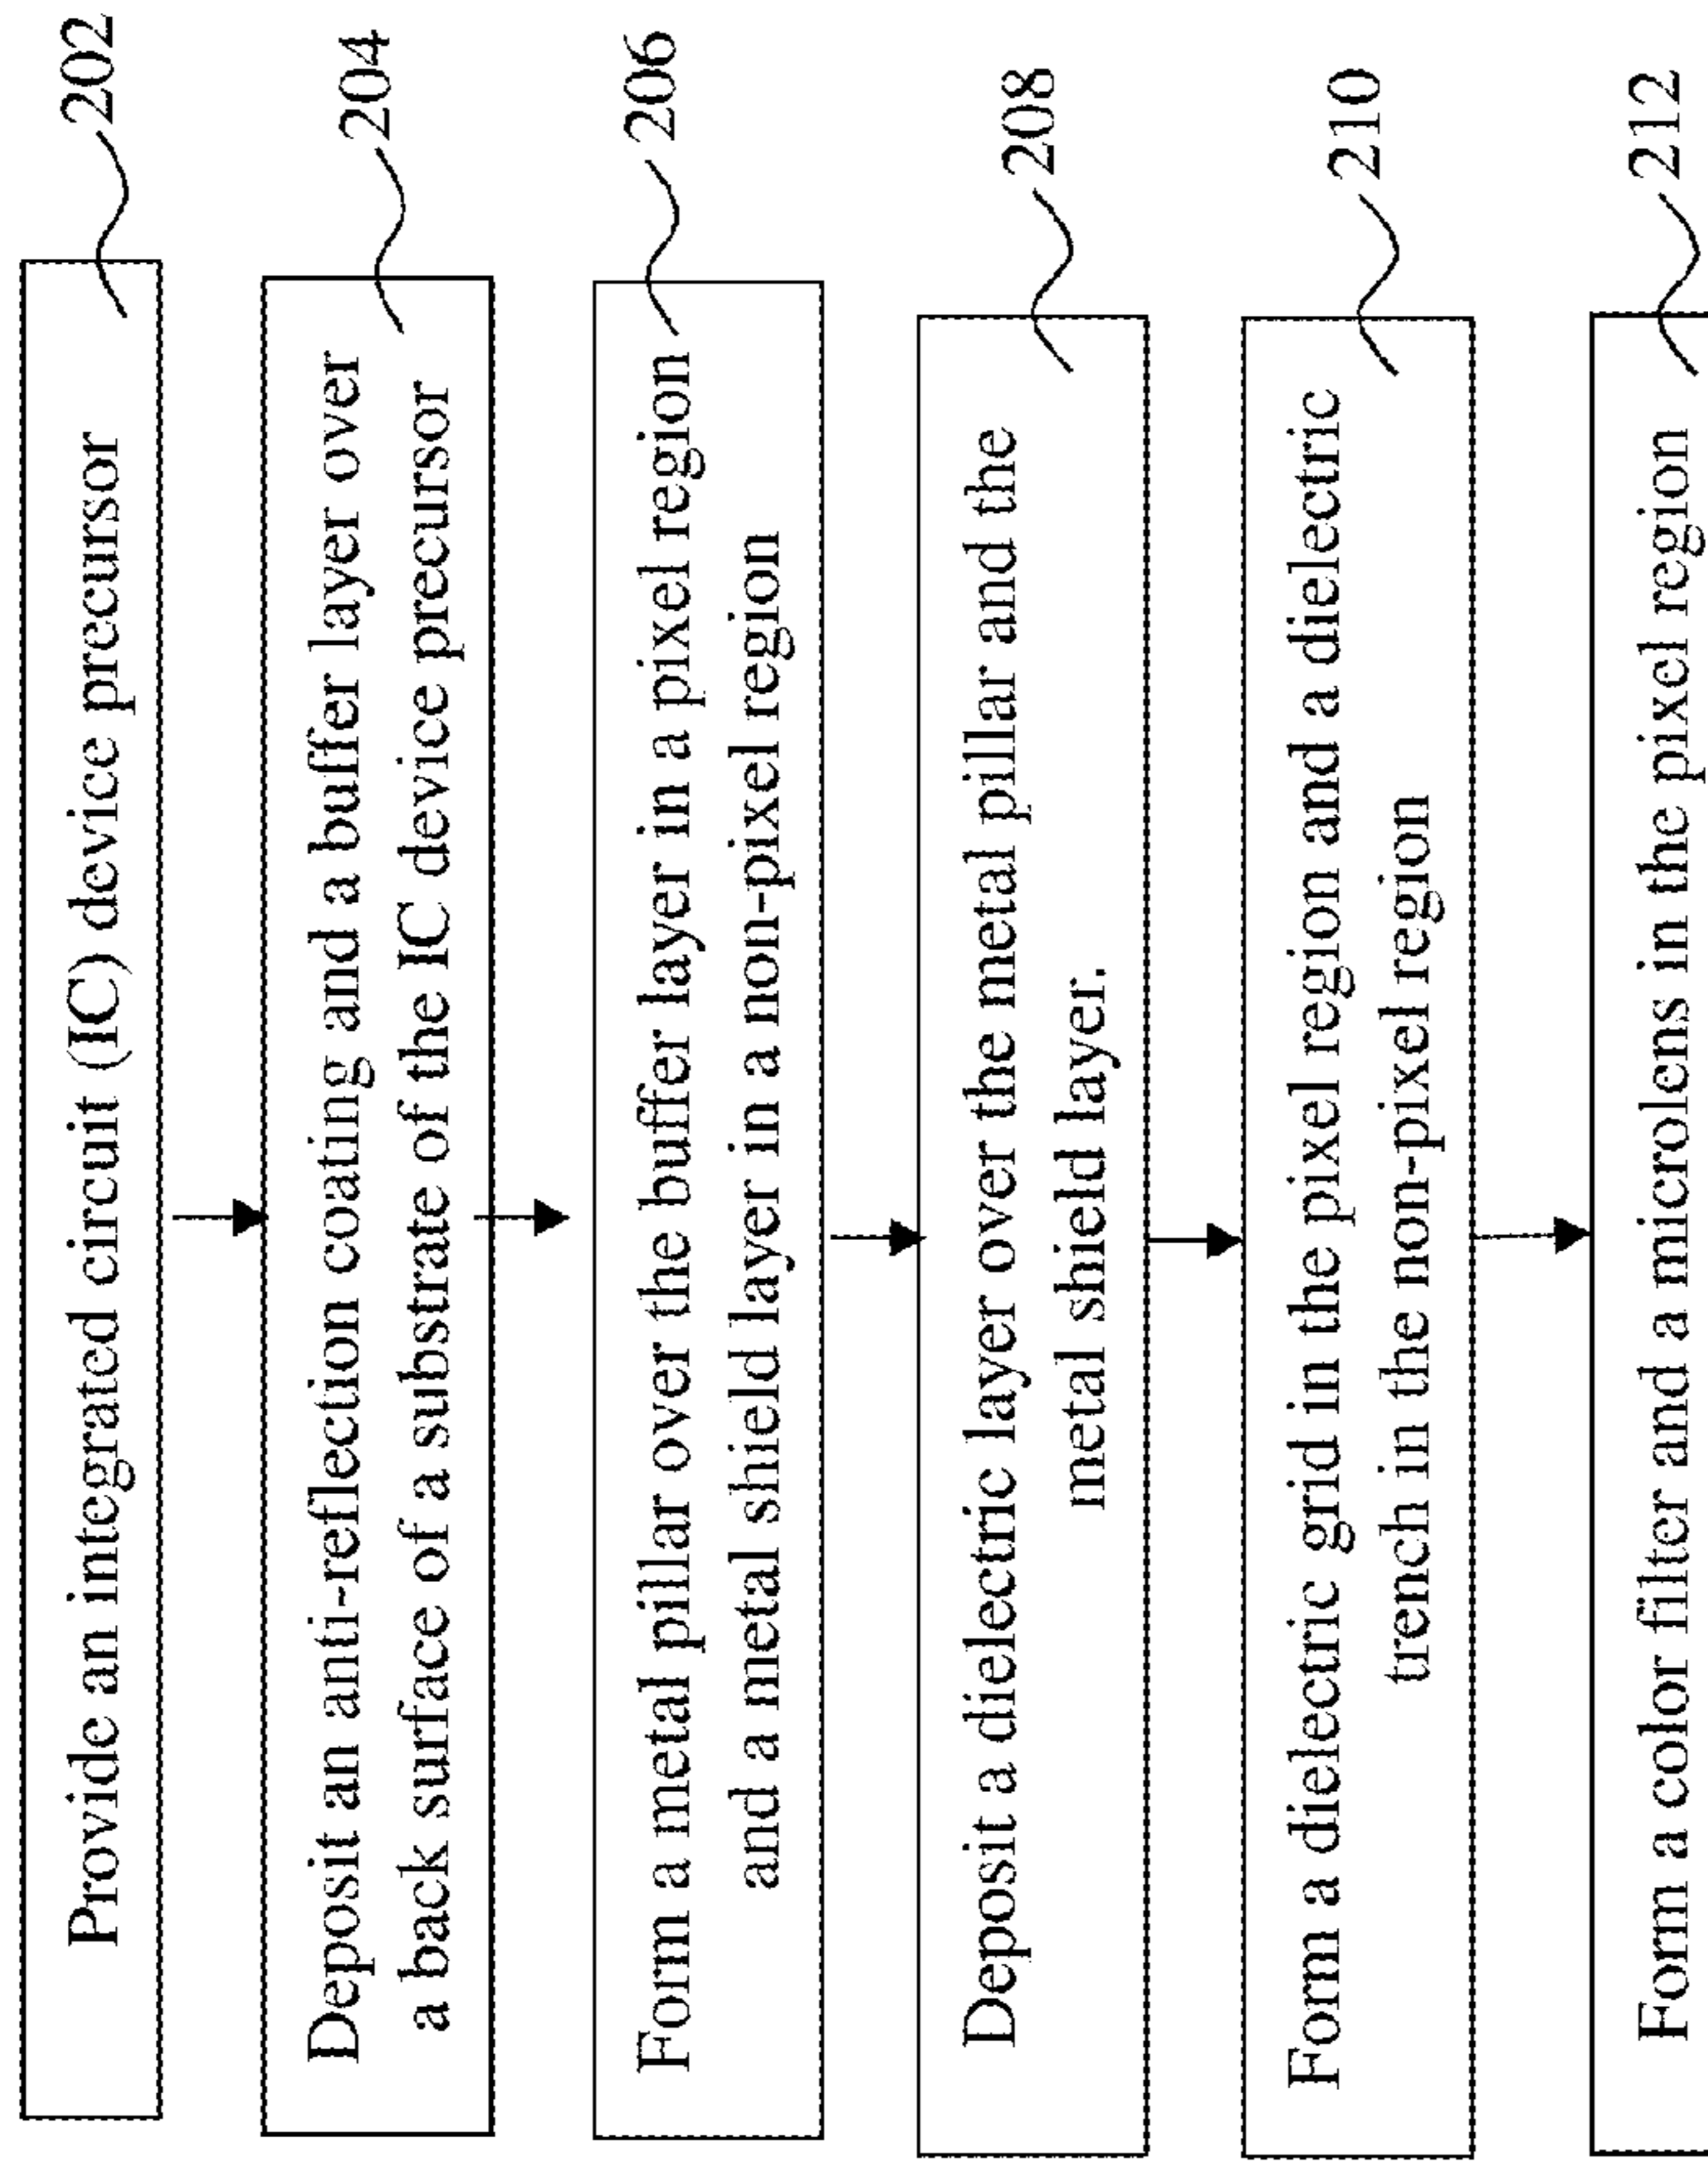 Provide an integrated circuit (IC) device precursor
202
Deposit an anti-reflection coating and a buffer layer over
a back surface of a substrate of the IC device precursor
204
Form a metal pillar over the buffer layer in a pixel region
and a metal shield layer in a non-pixel region
206
Deposit a dielectric layer over the metal pillar and the
metal shield layer.
208
Form a dielectric grid in the pixel region and a dielectric
trench in the non-pixel region
210
Form a color filter and a microlens in the pixel region
212